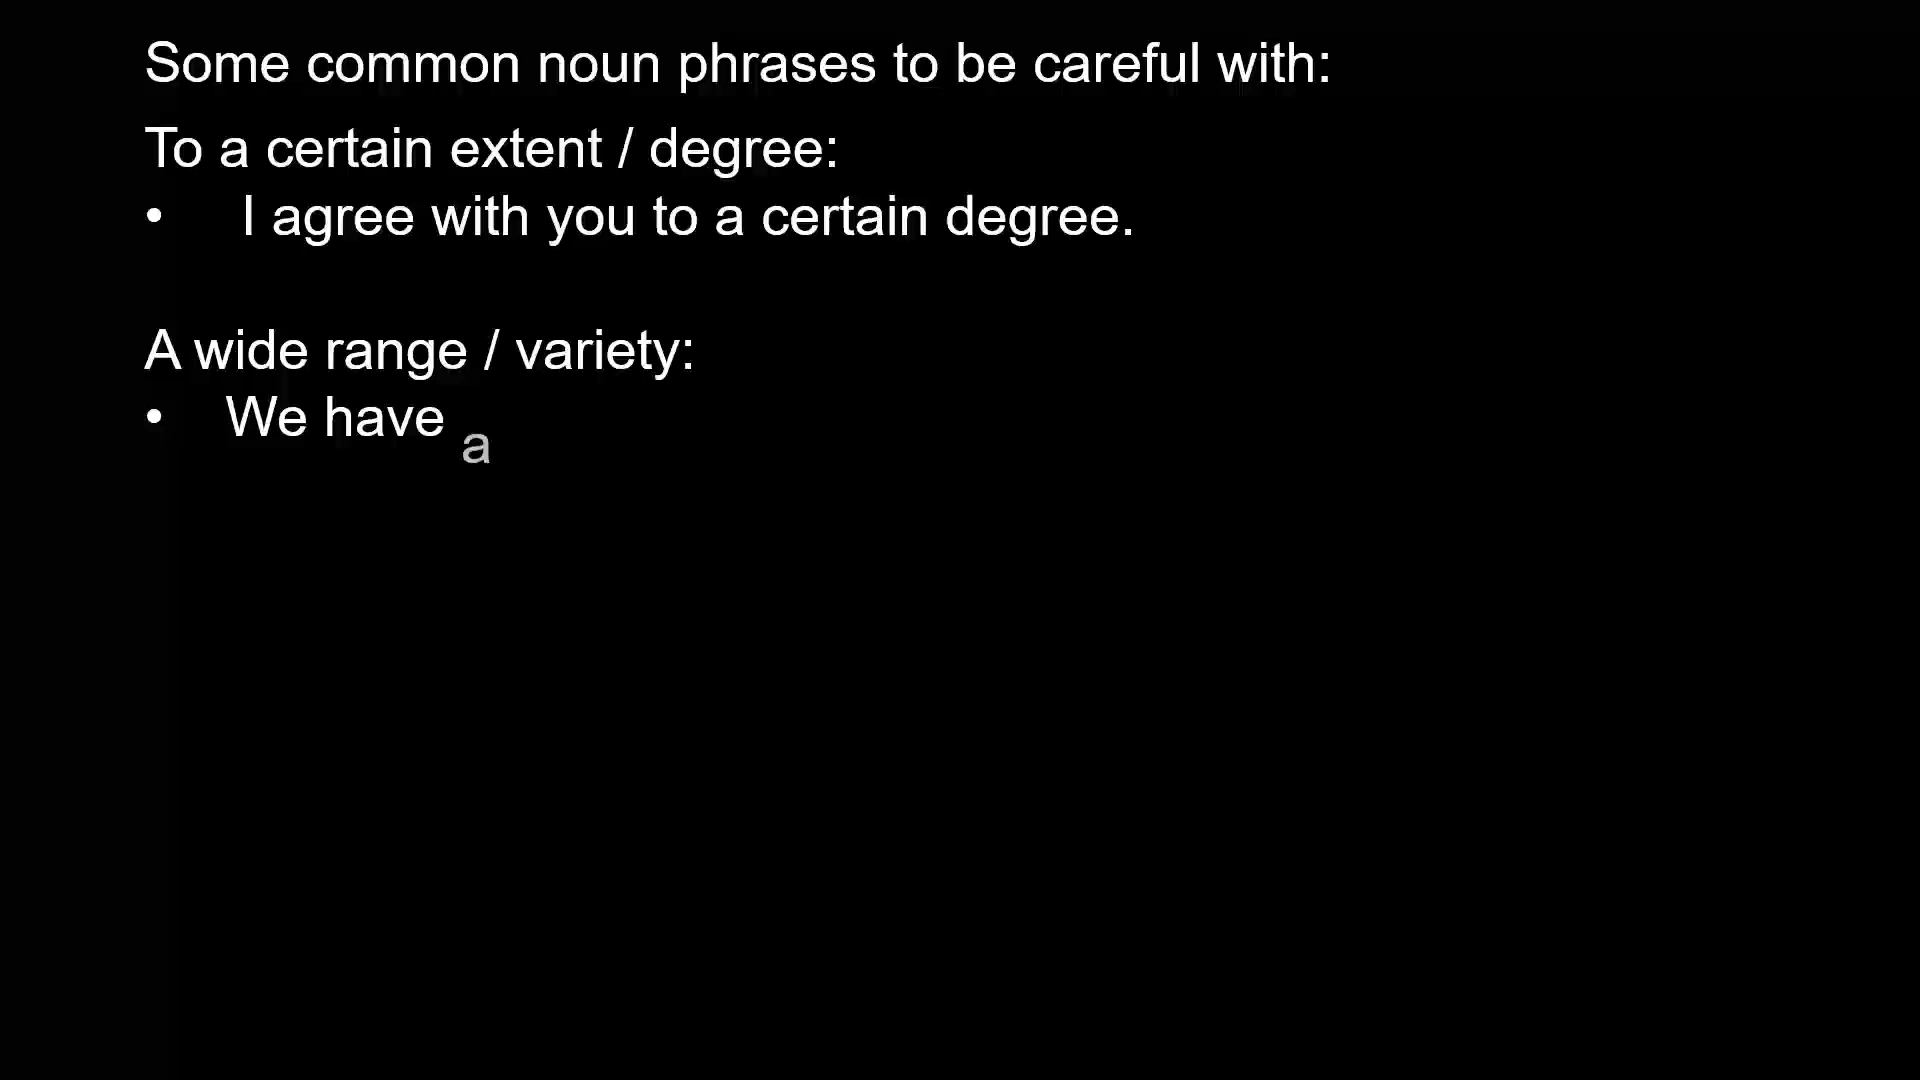 Some common noun phrases to be careful with:
To a certain extent / degree:
• I agree with you to a certain degree.
A wide range / variety:
• We have a